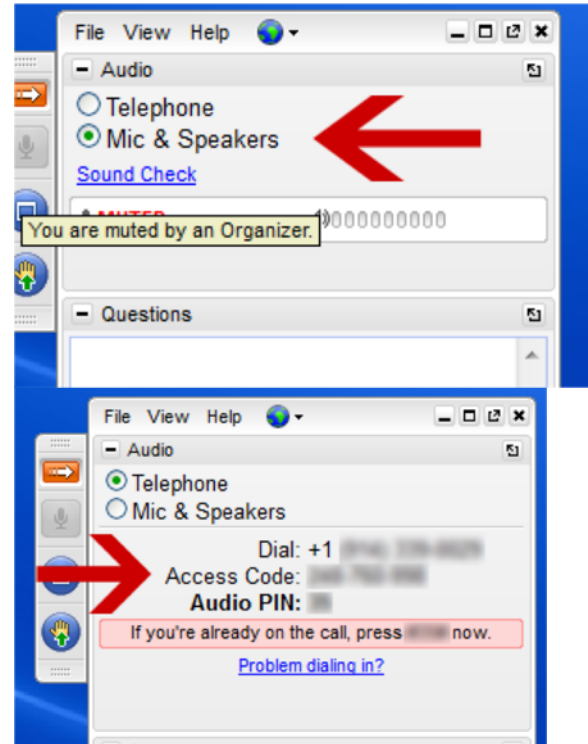 File View Help
Audio
Telephone
Mic & Speakers
Sound Check
MUTED 000000000
You are muted by an Organizer.
Questions
File View Help
Audio
Telephone
Mic & Speakers
Dial: +1
Access Code:
Audio PIN:
If you're already on the call, press now.
Problem dialing in?